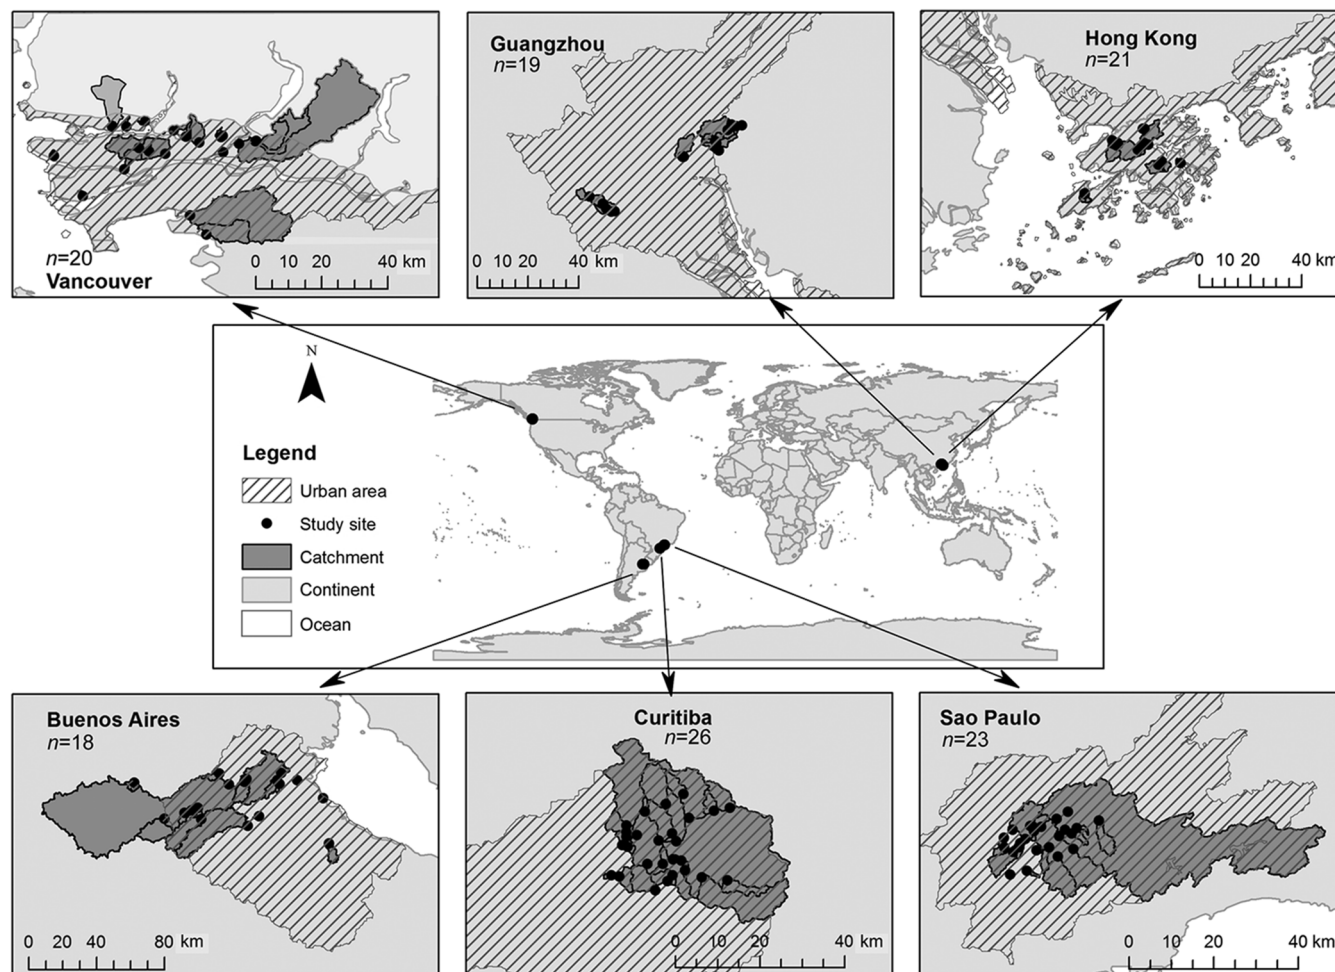 Guangzhou
n=19
Hong Kong
n=21
n=20
Vancouver
0 10 20 40 km
0 10 20 40 km
0 10 20 40 km
N
Legend
Urban area
Study site
Catchment
Continent
Ocean
Buenos Aires
n=18
Curitiba
n=26
Sao Paulo
n=23
0 20 40 80 km
0 10 20 40 km
0 10 20 40 km